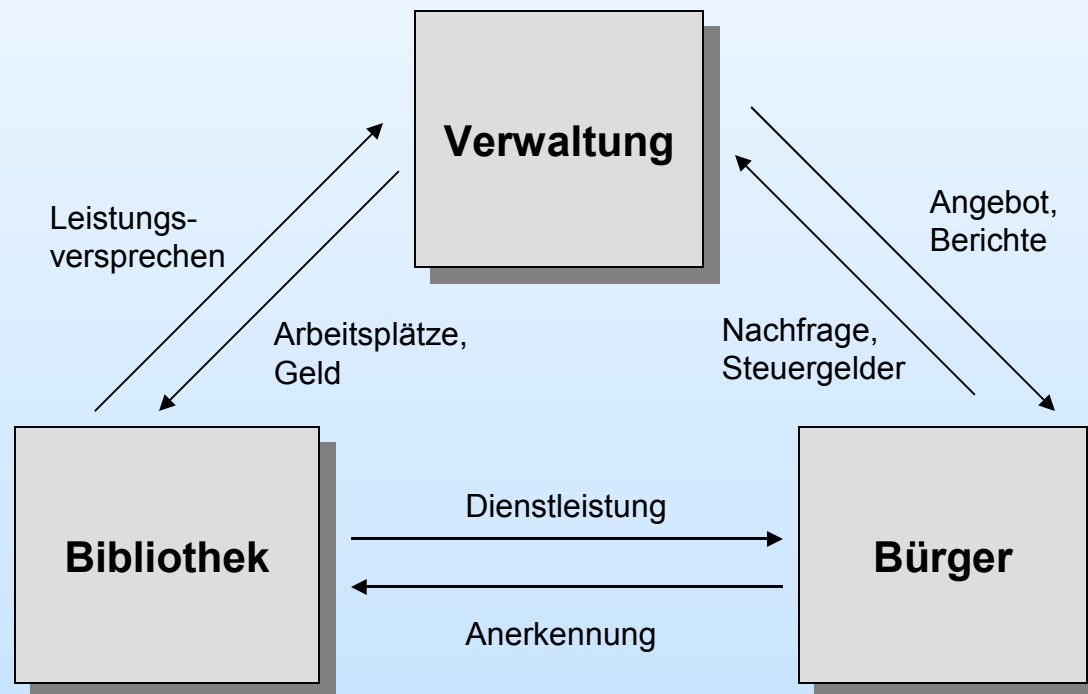 Verwaltung
Leistungs-
versprechen
Angebot,
Berichte
Arbeitsplätze,
Geld
Nachfrage,
Steuergelder
Dienstleistung
Bibliothek
Bürger
Anerkennung